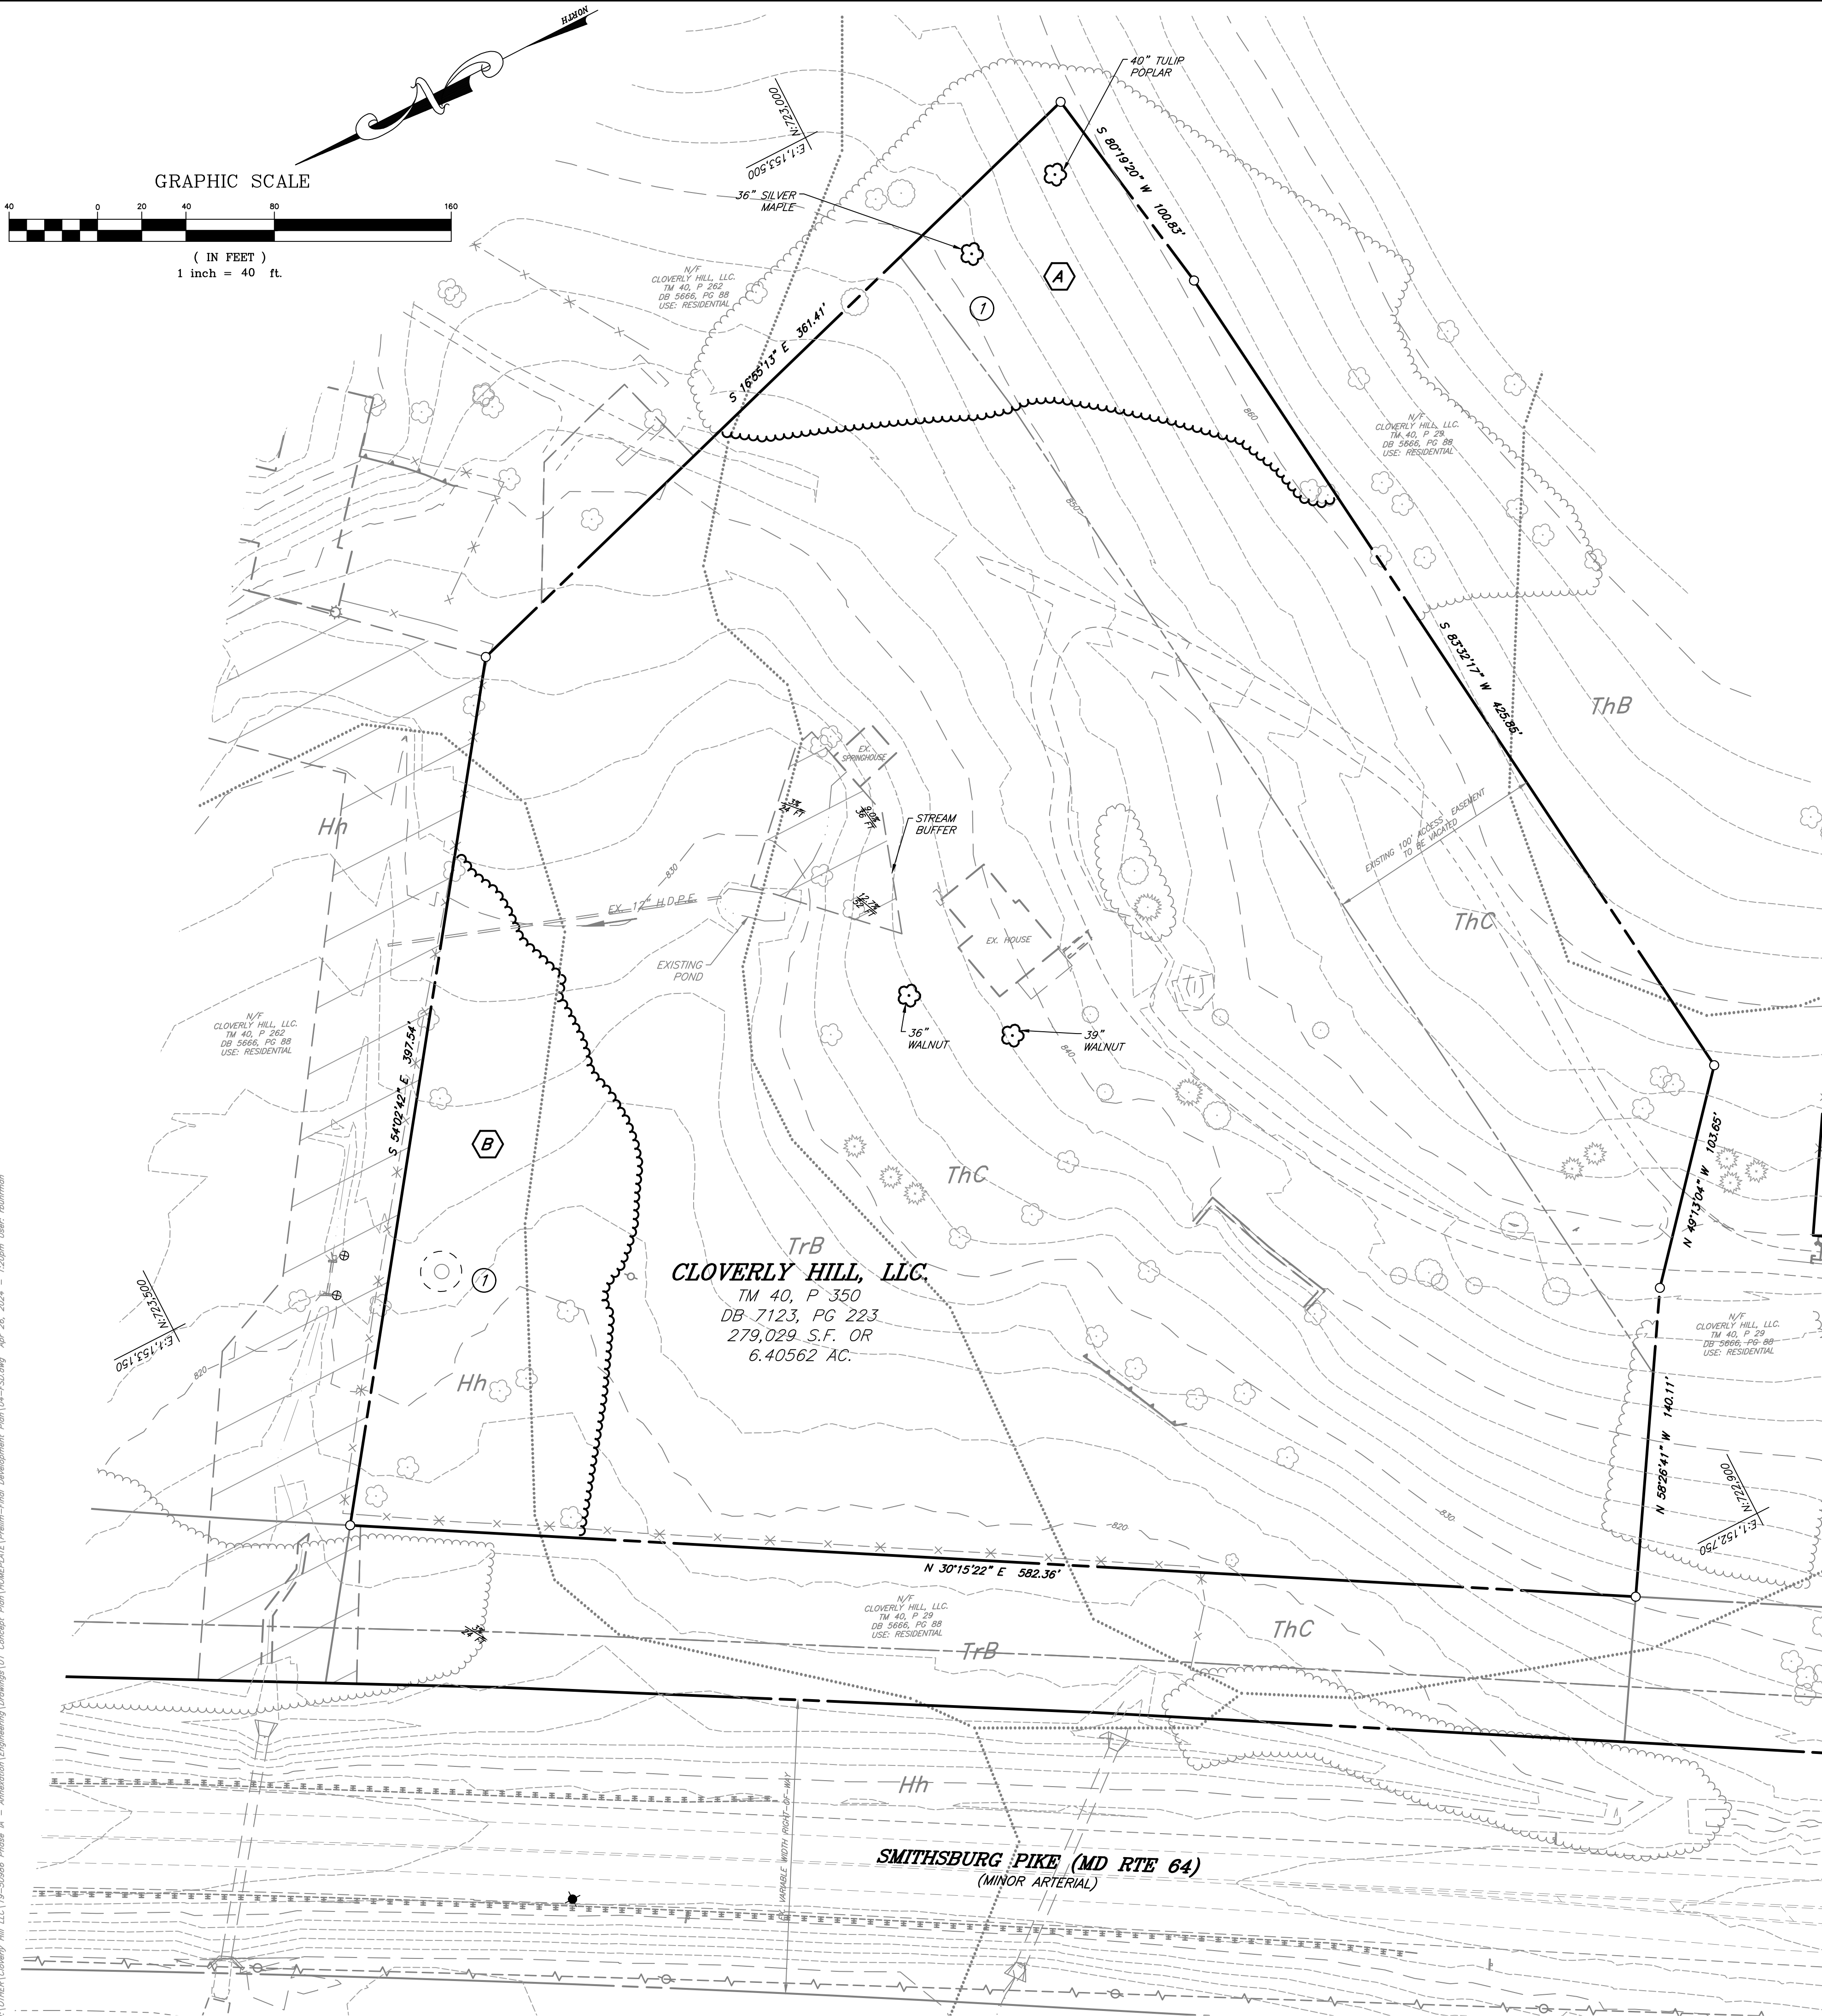 NORTH
GRAPHIC SCALE
40 0 20 40 80 160
( IN FEET )
1 inch = 40 ft.
N:723,000
E:1,153,500
40" TULIP
POPLAR
S 80°19'20" W 100.83'
36" SILVER
MAPLE
A
1
N/F
CLOVERLY HILL, LLC.
TM 40, P 262
DB 5666, PG 88
USE: RESIDENTIAL
S 16°55'13" E 361.41'
860
850
N/F
CLOVERLY HILL, LLC.
TM 40, P 29
DB 5666, PG 88
USE: RESIDENTIAL
S 83°32'17" W 425.86'
ThB
EX.
SPRINGHOUSE
Hh
STREAM
BUFFER
9.0%
36 FT
12.7%
52 FT
830
EX. 12" H.D.P.E.
EXISTING 100' ACCESS EASEMENT
TO BE VACATED
ThC
EX. HOUSE
EXISTING
POND
36"
WALNUT
39"
WALNUT
840
N/F
CLOVERLY HILL, LLC.
TM 40, P 262
DB 5666, PG 88
USE: RESIDENTIAL
S 54°02'42" E 397.54'
B
1
ThC
N 49°13'04" W 103.65'
TrB
CLOVERLY HILL, LLC.
TM 40, P 350
DB 7123, PG 223
279,029 S.F. OR
6.40562 AC.
N:723,500
E:1,153,150
820
Hh
N/F
CLOVERLY HILL, LLC.
TM 40, P 29
DB 5666, PG 88
USE: RESIDENTIAL
N 58°26'41" W 140.11'
N:722,900
E:1,152,750
820
830
N 30°15'22" E 582.36'
N/F
CLOVERLY HILL, LLC.
TM 40, P 29
DB 5666, PG 88
USE: RESIDENTIAL
TrB
ThC
Hh
EX. VARIABLE WIDTH RIGHT-OF-WAY
SMITHSBURG PIKE (MD RTE 64)
(MINOR ARTERIAL)